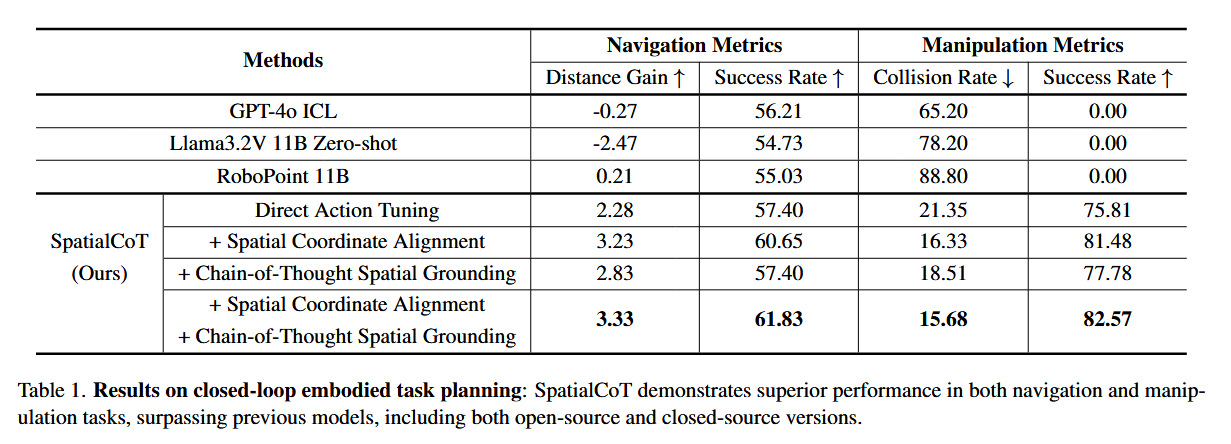 Methods Navigation Metrics Manipulation Metrics
Distance Gain ↑ Success Rate ↑ Collision Rate ↓ Success Rate ↑
GPT-4o ICL -0.27 56.21 65.20 0.00
Llama3.2V 11B Zero-shot -2.47 54.73 78.20 0.00
RoboPoint 11B 0.21 55.03 88.80 0.00
SpatialCoT (Ours)
Direct Action Tuning 2.28 57.40 21.35 75.81
+ Spatial Coordinate Alignment 3.23 60.65 16.33 81.48
+ Chain-of-Thought Spatial Grounding 2.83 57.40 18.51 77.78
+ Spatial Coordinate Alignment
+ Chain-of-Thought Spatial Grounding 3.33 61.83 15.68 82.57
Table 1. Results on closed-loop embodied task planning: SpatialCoT demonstrates superior performance in both navigation and manip-
ulation tasks, surpassing previous models, including both open-source and closed-source versions.